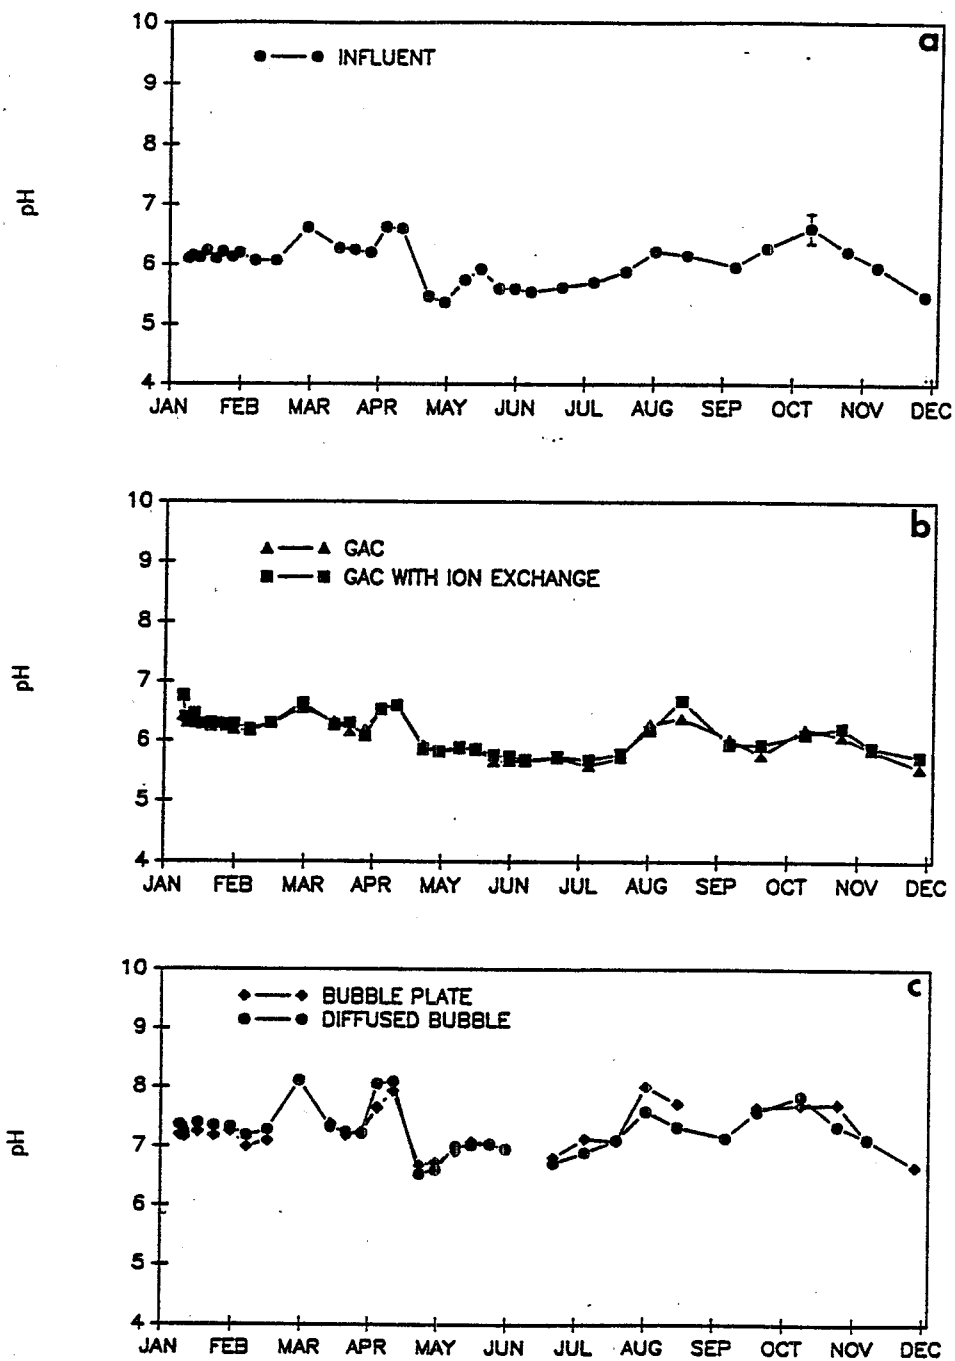 10
a
INFLUENT
9
8
7
pH
6
5
4
JAN FEB MAR APR MAY JUN JUL AUG SEP OCT NOV DEC
10
b
GAC
9
GAC WITH ION EXCHANGE
8
7
pH
6
5
4
JAN FEB MAR APR MAY JUN JUL AUG SEP OCT NOV DEC
10
c
BUBBLE PLATE
DIFFUSED BUBBLE
9
8
pH
7
6
5
4
JAN FEB MAR APR MAY JUN JUL AUG SEP OCT NOV DEC